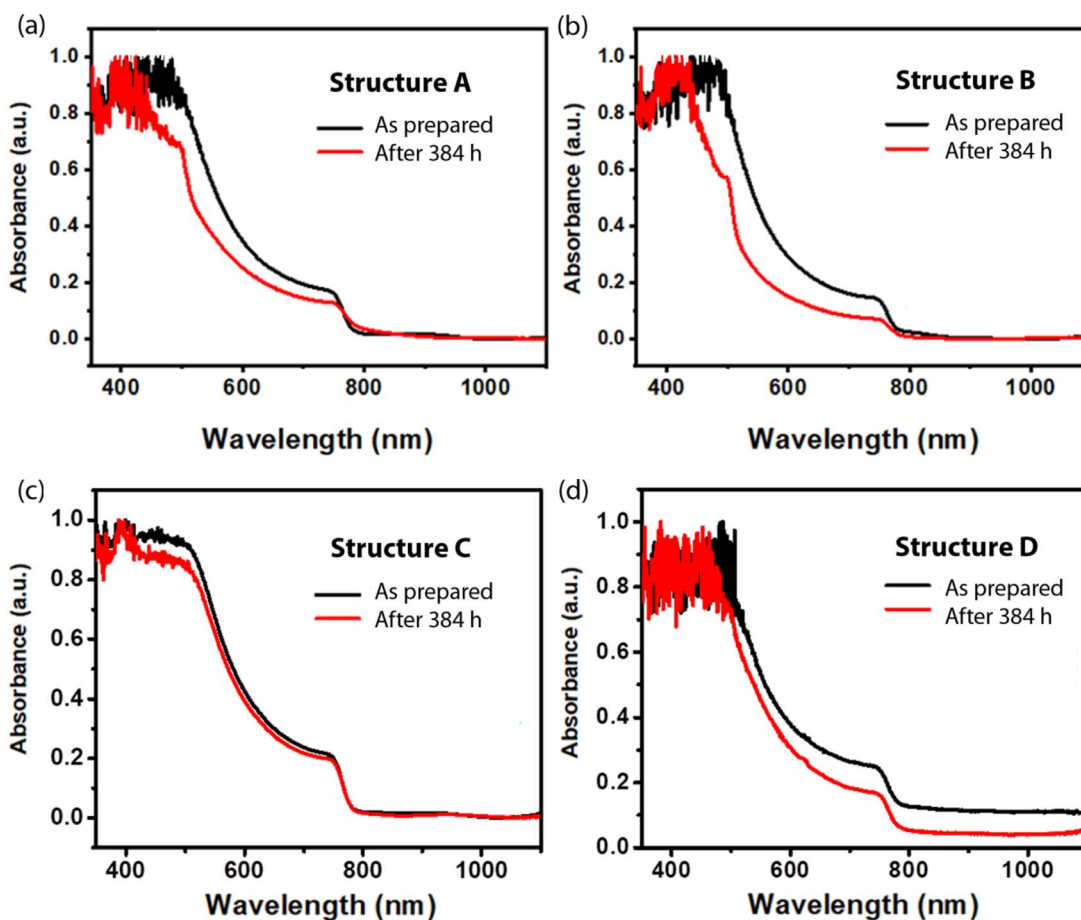 (a)
1.0
0.8
0.6
0.4
0.2
0.0
Absorbance (a.u.)
Structure A
As prepared
After 384 h
400 600 800 1000
Wavelength (nm)
(b)
1.0
0.8
0.6
0.4
0.2
0.0
Absorbance (a.u.)
Structure B
As prepared
After 384 h
400 600 800 1000
Wavelength (nm)
(c)
1.0
0.8
0.6
0.4
0.2
0.0
Absorbance (a.u.)
Structure C
As prepared
After 384 h
400 600 800 1000
Wavelength (nm)
(d)
1.0
0.8
0.6
0.4
0.2
0.0
Absorbance (a.u.)
Structure D
As prepared
After 384 h
400 600 800 1000
Wavelength (nm)